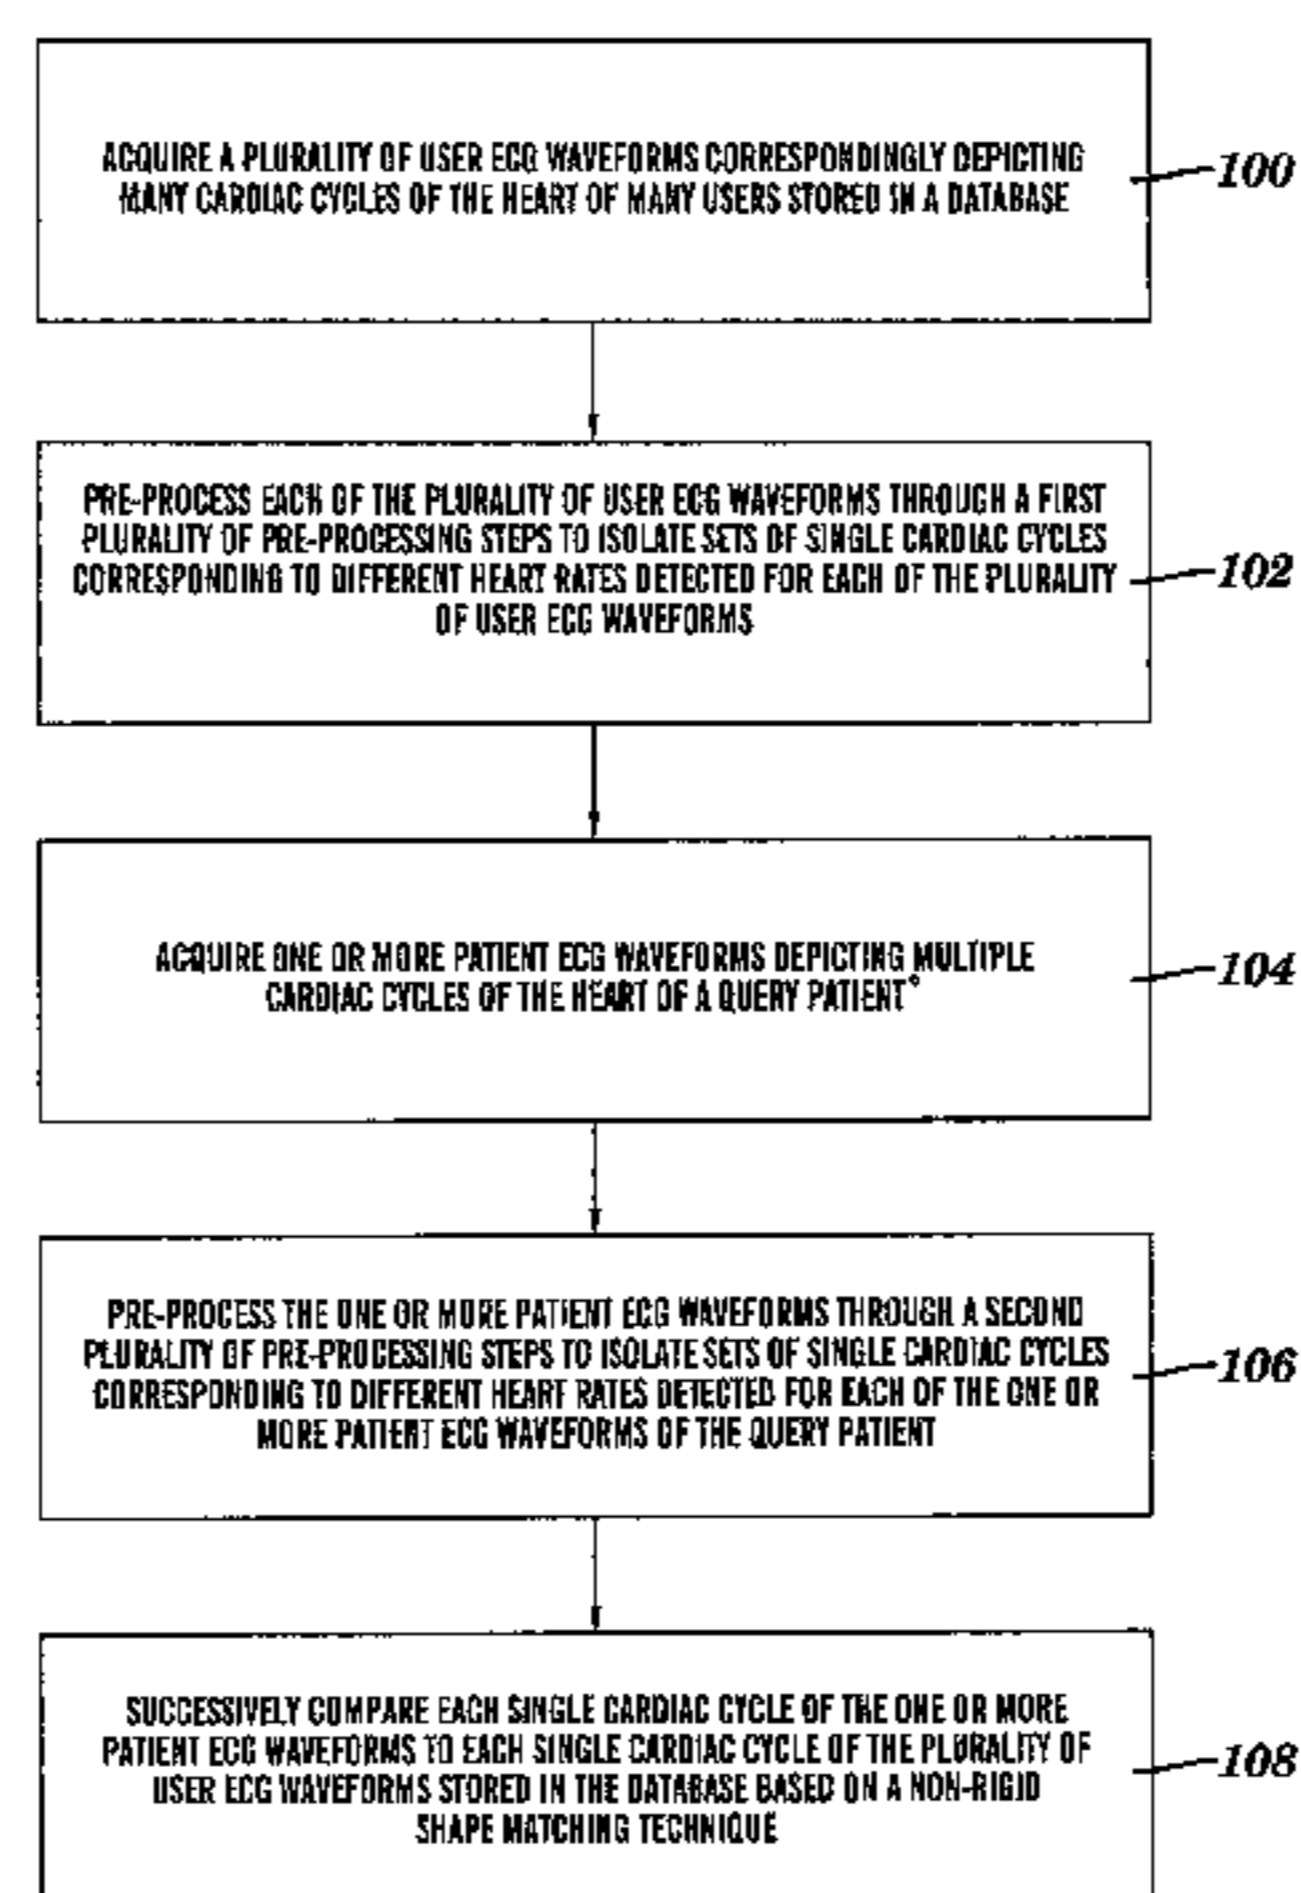 ACQUIRE A PLURALITY OF USER ECG WAVEFORMS CORRESPONDINGLY DEPICTING
MANY CARDIAC CYCLES OF THE HEART OF MANY USERS STORED IN A DATABASE
100
PRE-PROCESS EACH OF THE PLURALITY OF USER ECG WAVEFORMS THROUGH A FIRST
PLURALITY OF PRE-PROCESSING STEPS TO ISOLATE SETS OF SINGLE CARDIAC CYCLES
CORRESPONDING TO DIFFERENT HEART RATES DETECTED FOR EACH OF THE PLURALITY
OF USER ECG WAVEFORMS
102
ACQUIRE ONE OR MORE PATIENT ECG WAVEFORMS DEPICTING MULTIPLE
CARDIAC CYCLES OF THE HEART OF A QUERY PATIENT
104
PRE-PROCESS THE ONE OR MORE PATIENT ECG WAVEFORMS THROUGH A SECOND
PLURALITY OF PRE-PROCESSING STEPS TO ISOLATE SETS OF SINGLE CARDIAC CYCLES
CORRESPONDING TO DIFFERENT HEART RATES DETECTED FOR EACH OF THE ONE OR
MORE PATIENT ECG WAVEFORMS OF THE QUERY PATIENT
106
SUCCESSIVELY COMPARE EACH SINGLE CARDIAC CYCLE OF THE ONE OR MORE
PATIENT ECG WAVEFORMS TO EACH SINGLE CARDIAC CYCLE OF THE PLURALITY OF
USER ECG WAVEFORMS STORED IN THE DATABASE BASED ON A NON-RIGID
SHAPE MATCHING TECHNIQUE
108